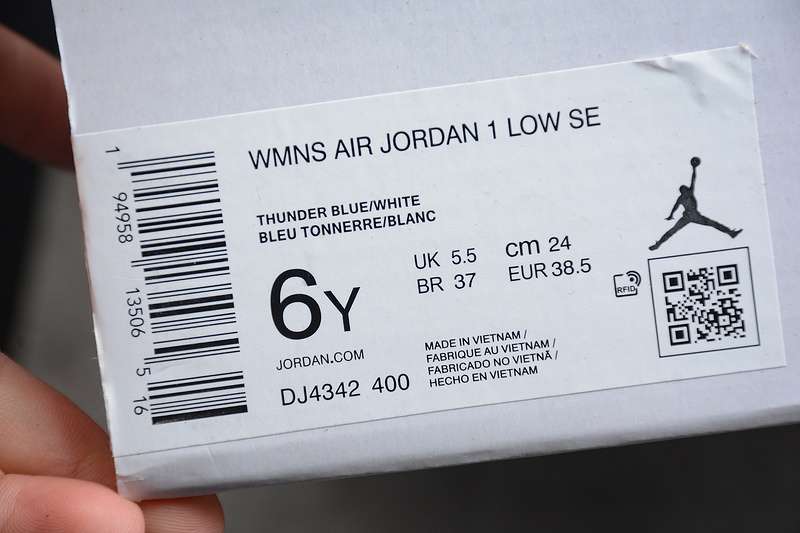 WMNS AIR JORDAN 1 LOW SE
THUNDER BLUE/WHITE
BLEU TONNERRE/BLANC
6Y
UK 5.5
cm 24
BR 37
EUR 38.5
RFID
JORDAN.COM
DJ4342 400
MADE IN VIETNAM /
FABRIQUE AU VIETNAM /
FABRICADO NO VIETNÃ /
HECHO EN VIETNAM
1 94958 13506 5 16